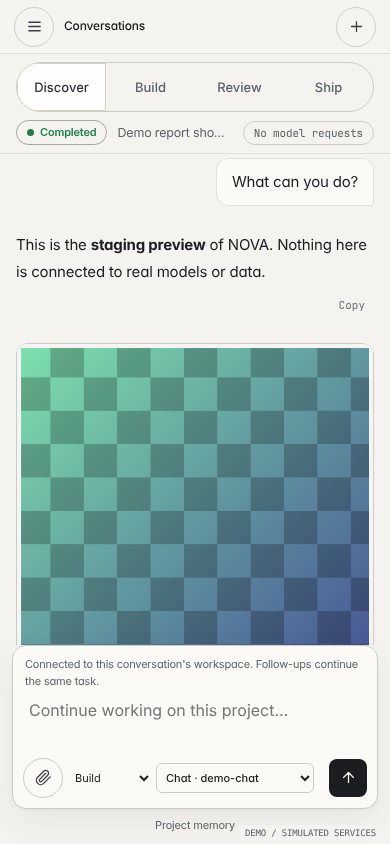 Conversations
Discover
Build
Review
Ship
Completed
Demo report sho...
No model requests
What can you do?
This is the staging preview of NOVA. Nothing here
is connected to real models or data.
Copy
Connected to this conversation's workspace. Follow-ups continue
the same task.
Continue working on this project...
Build
Chat · demo-chat
Project memory
DEMO / SIMULATED SERVICES